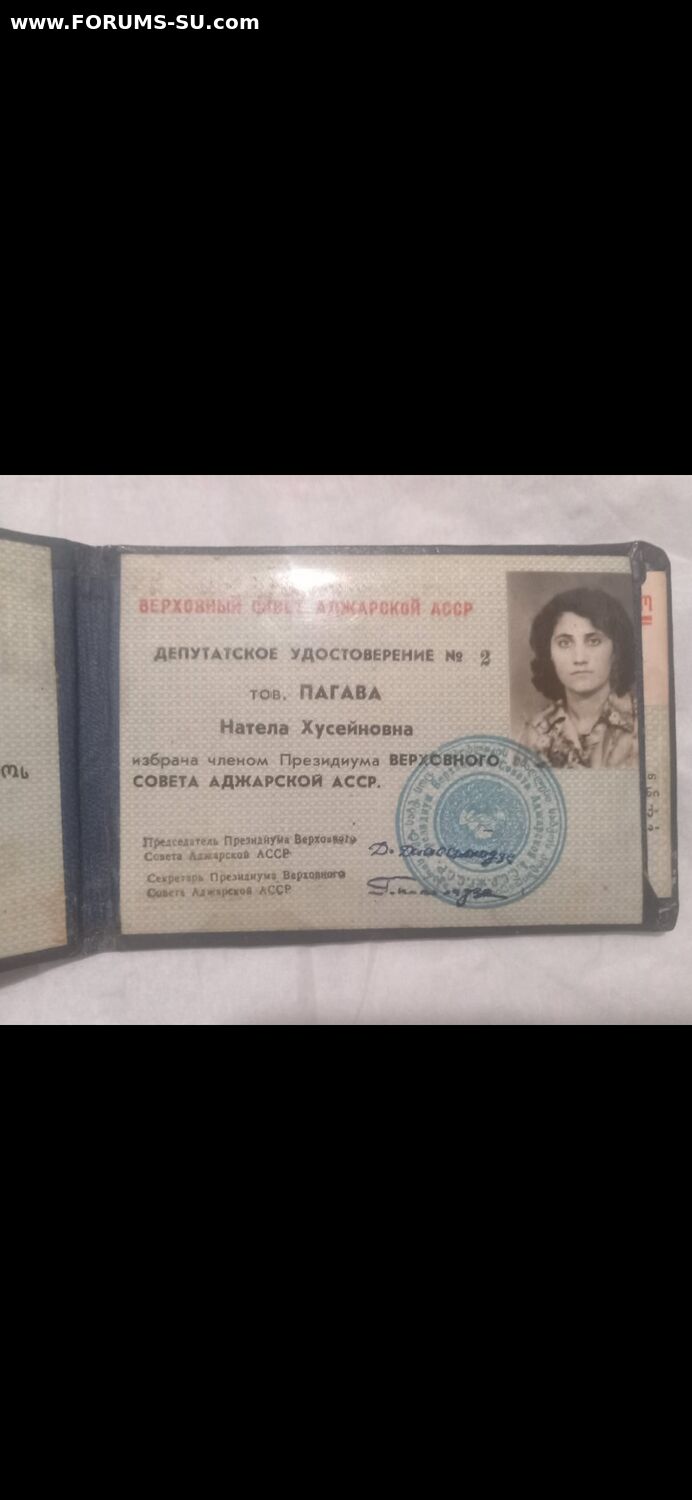 www.FORUMS-SU.com
ВЕРХОВНЫЙ СОВЕТ АДЖАРСКОЙ АССР
ДЕПУТАТСКОЕ УДОСТОВЕРЕНИЕ № 2
тов. ПАГАВА
Натела Хусейновна
избрача членом Президиума ВЕРХОВНОГО
СОВЕТА АДЖАРСКОЙ АССР.
Председатель Президиума Верховного
Совета Аджарской АССР
Секретарь Президиума Верховного
Совета Аджарской АССР